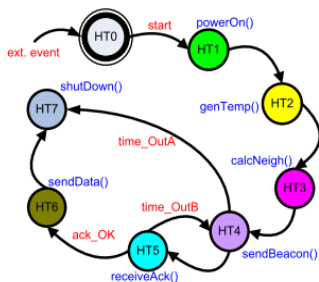 powerOn()
start
HT0
HT1
ext. event
shutDown()
HT7
genTemp()
HT2
time_OutA
calcNeigh()
HT3
sendData()
HT6
time_OutB
HT4
ack_OK
HT5
sendBeacon()
receiveAck()